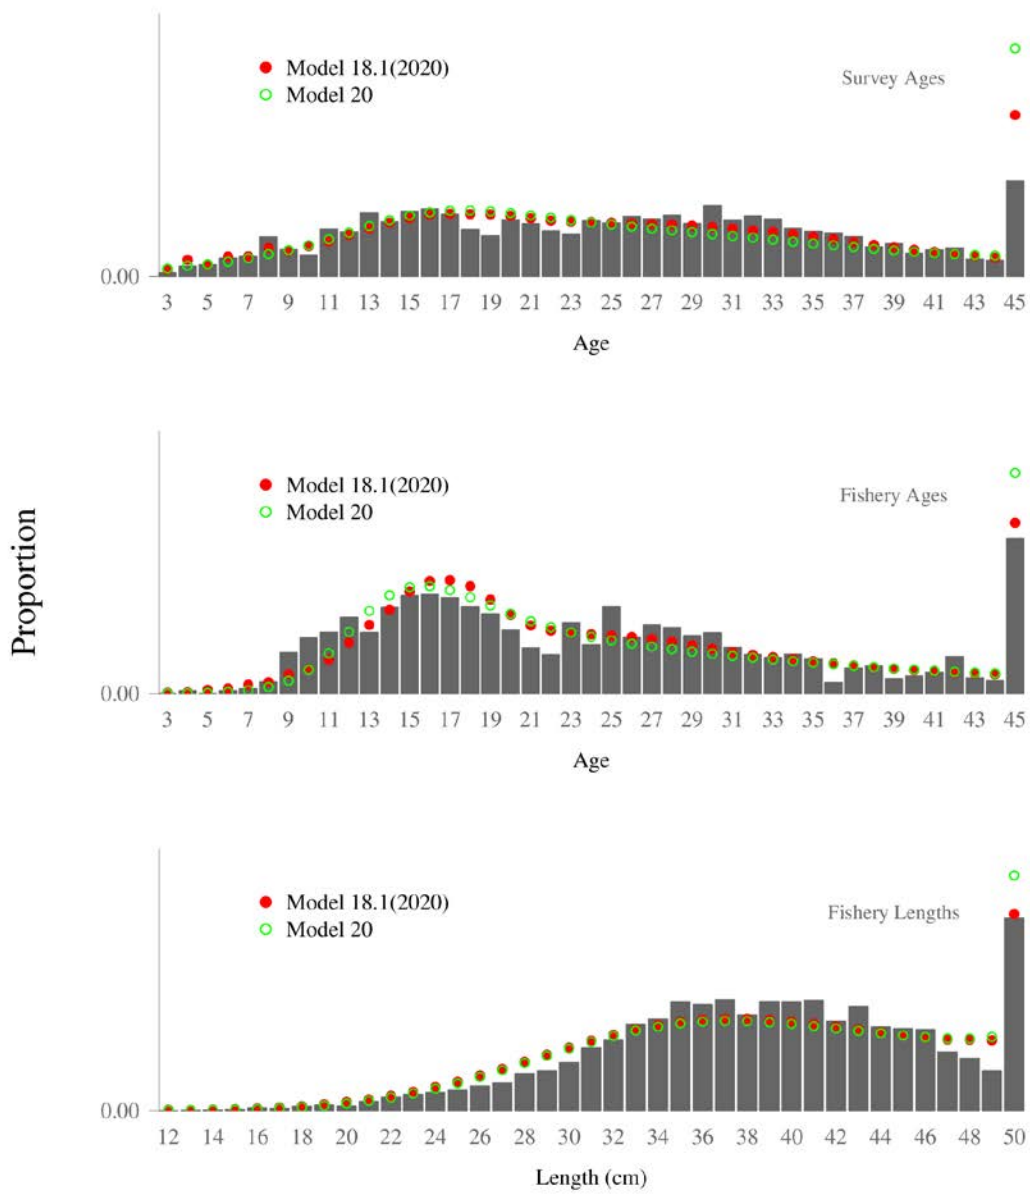 Proportion
Model 18.1(2020)
Model 20
Survey Ages
0.00
3 5 7 9 11 13 15 17 19 21 23 25 27 29 31 33 35 37 39 41 43 45
Age
Model 18.1(2020)
Model 20
Fishery Ages
0.00
3 5 7 9 11 13 15 17 19 21 23 25 27 29 31 33 35 37 39 41 43 45
Age
Model 18.1(2020)
Model 20
Fishery Lengths
0.00
12 14 16 18 20 22 24 26 28 30 32 34 36 38 40 42 44 46 48 50
Length (cm)